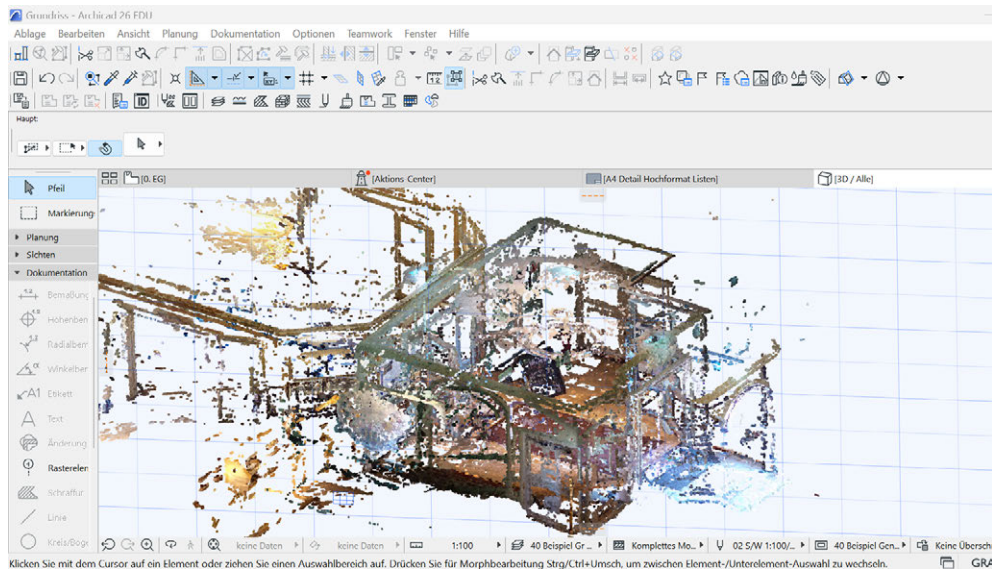 Grundriss - Archicad 26 EDU
Ablage Bearbeiten Ansicht Planung Dokumentation Optionen Teamwork Fenster Hilfe
Haupt:
[0. EG] [Aktions-Center] [A4 Detail Hochformat Listen] [3D / Alle]
Pfeil
Markierung
Planung
Sichten
Dokumentation
Bemaßung
Höhenben
Radialbem
Winkelber
A1 Etikett
A Text
Änderung
Rasterelen
Schraffur
Linie
Kreis/Boge
keine Daten keine Daten 1:100 40 Beispiel Gr... Komplettes Mo... 02 S/W 1:100/... 40 Beispiel Gen... Keine Übersch
Klicken Sie mit dem Cursor auf ein Element oder ziehen Sie einen Auswahlbereich auf. Drücken Sie für Morphbearbeitung Strg/Ctrl+Umsch, um zwischen Element-/Unterelement-Auswahl zu wechseln. GRA